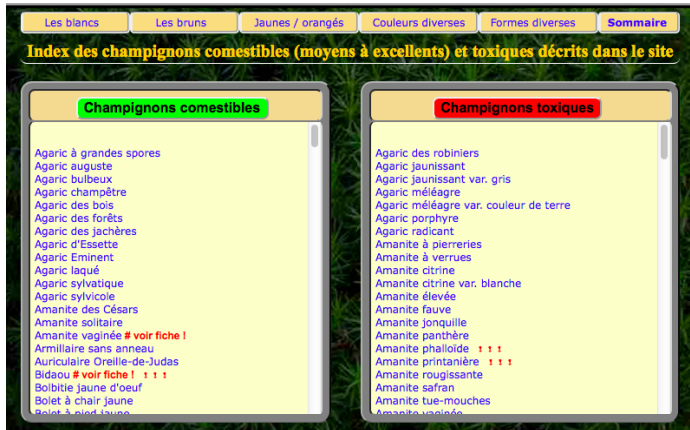 Les blancs
Les bruns
Jaunes / orangés
Couleurs diverses
Formes diverses
Sommaire
Index des champignons comestibles (moyens à excellents) et toxiques décrits dans le site
Champignons comestibles
Agaric à grandes spores
Agaric auguste
Agaric bulbeux
Agaric champêtre
Agaric des bois
Agaric des forêts
Agaric des jachères
Agaric d'Essette
Agaric Eminent
Agaric laqué
Agaric sylvatique
Agaric sylvicole
Amanite des Césars
Amanite solitaire
Amanite vaginée # voir fiche !
Armillaire sans anneau
Auriculaire Oreille-de-Judas
Bidaou # voir fiche ! ! ! !
Bolbitie jaune d'oeuf
Bolet à chair jaune
Bolet à pied jaune
Champignons toxiques
Agaric des robiniers
Agaric jaunissant
Agaric jaunissant var. gris
Agaric méléagre
Agaric méléagre var. couleur de terre
Agaric porphyre
Agaric radicant
Amanite à pierreries
Amanite à verrues
Amanite citrine
Amanite citrine var. blanche
Amanite élevée
Amanite fauve
Amanite jonquille
Amanite panthère
Amanite phalloïde ! ! !
Amanite printanière ! ! !
Amanite rougissante
Amanite safran
Amanite tue-mouches
Amanite vaginée